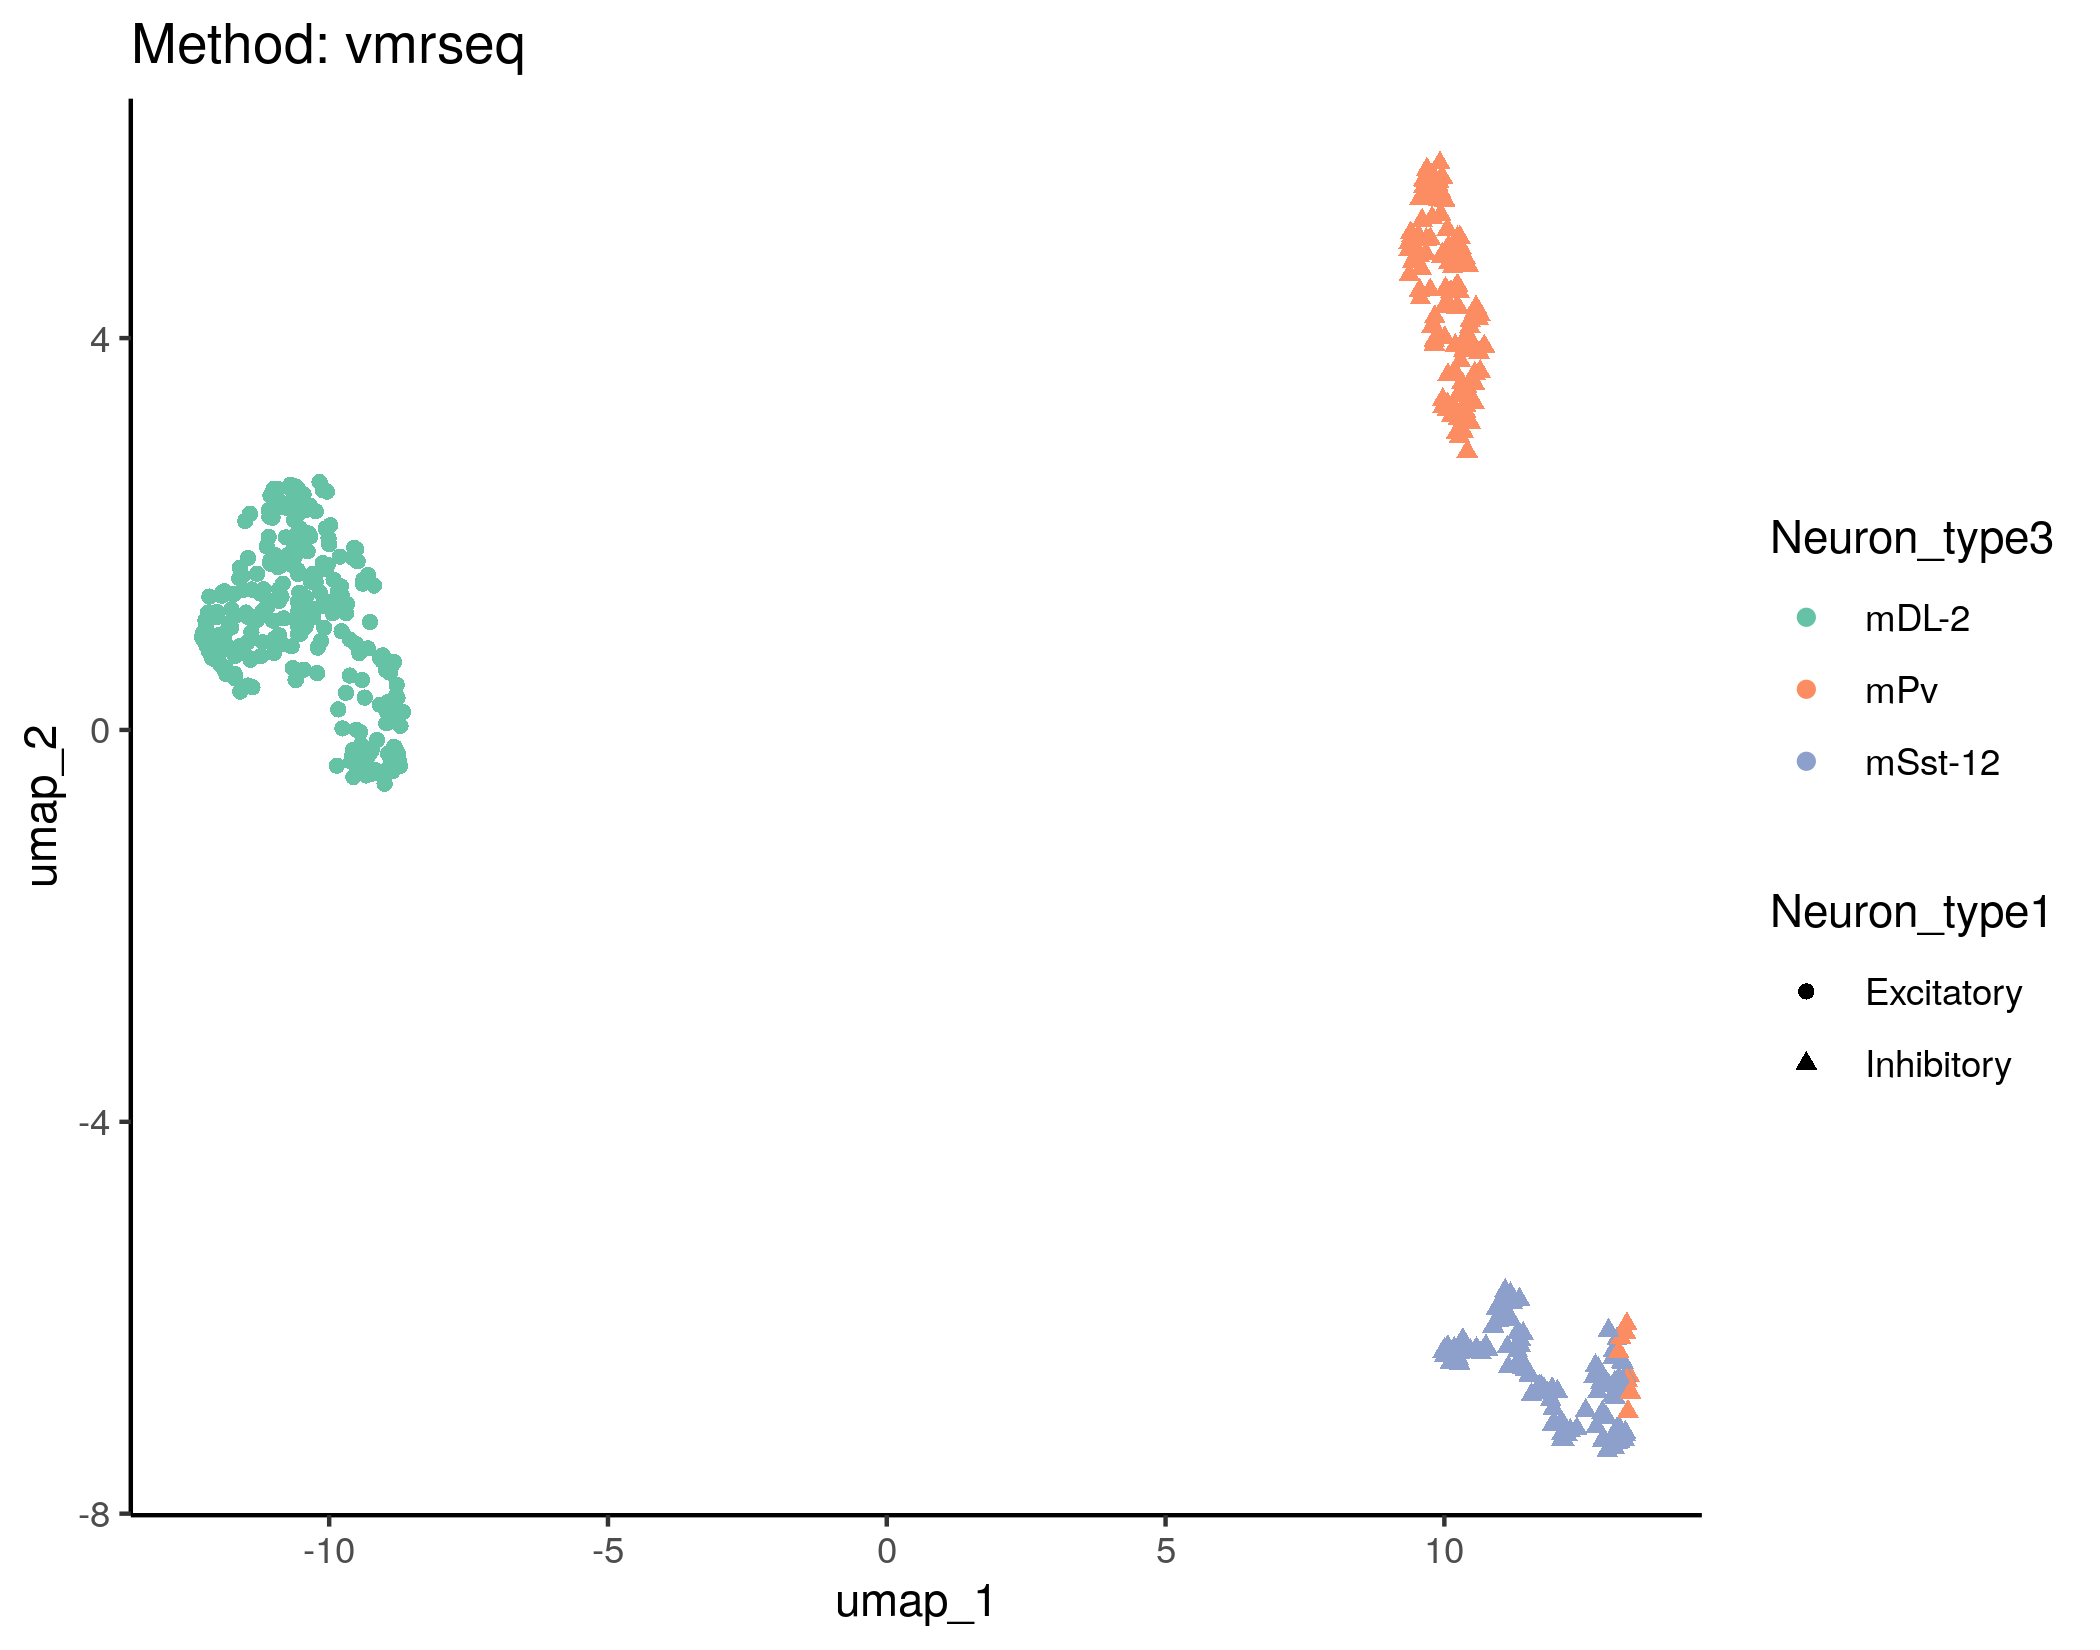 Method: vmrseq
4
0
-4
-8
umap_2
-10
-5
0
5
10
umap_1
Neuron_type3
mDL-2
mPv
mSst-12
Neuron_type1
Excitatory
Inhibitory